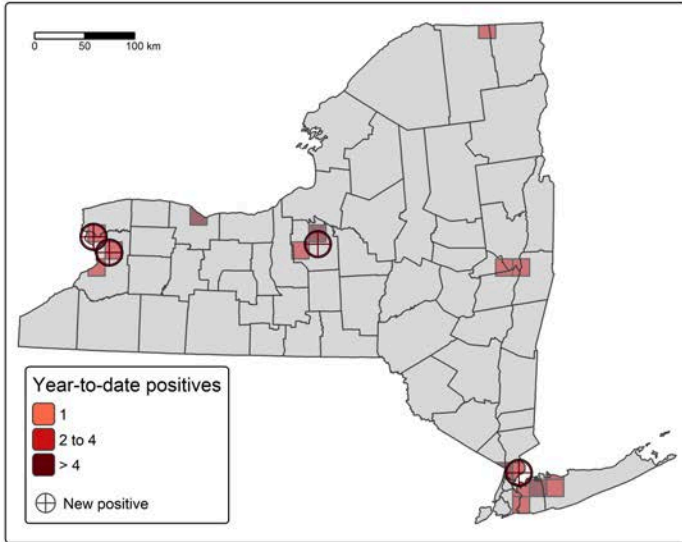 0 50 100 km
Year-to-date positives
1
2 to 4
> 4
New positive